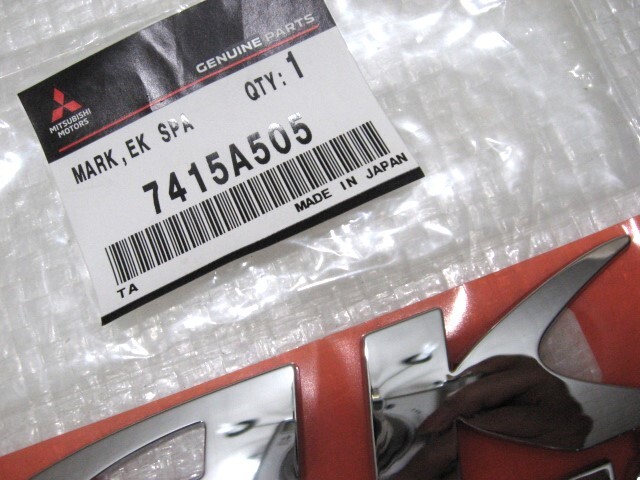 GENUINE PARTS
MITSUBISHI
MOTORS
MARK, EK SPA
QTY: 1
7415A505
MADE IN JAPAN
TA